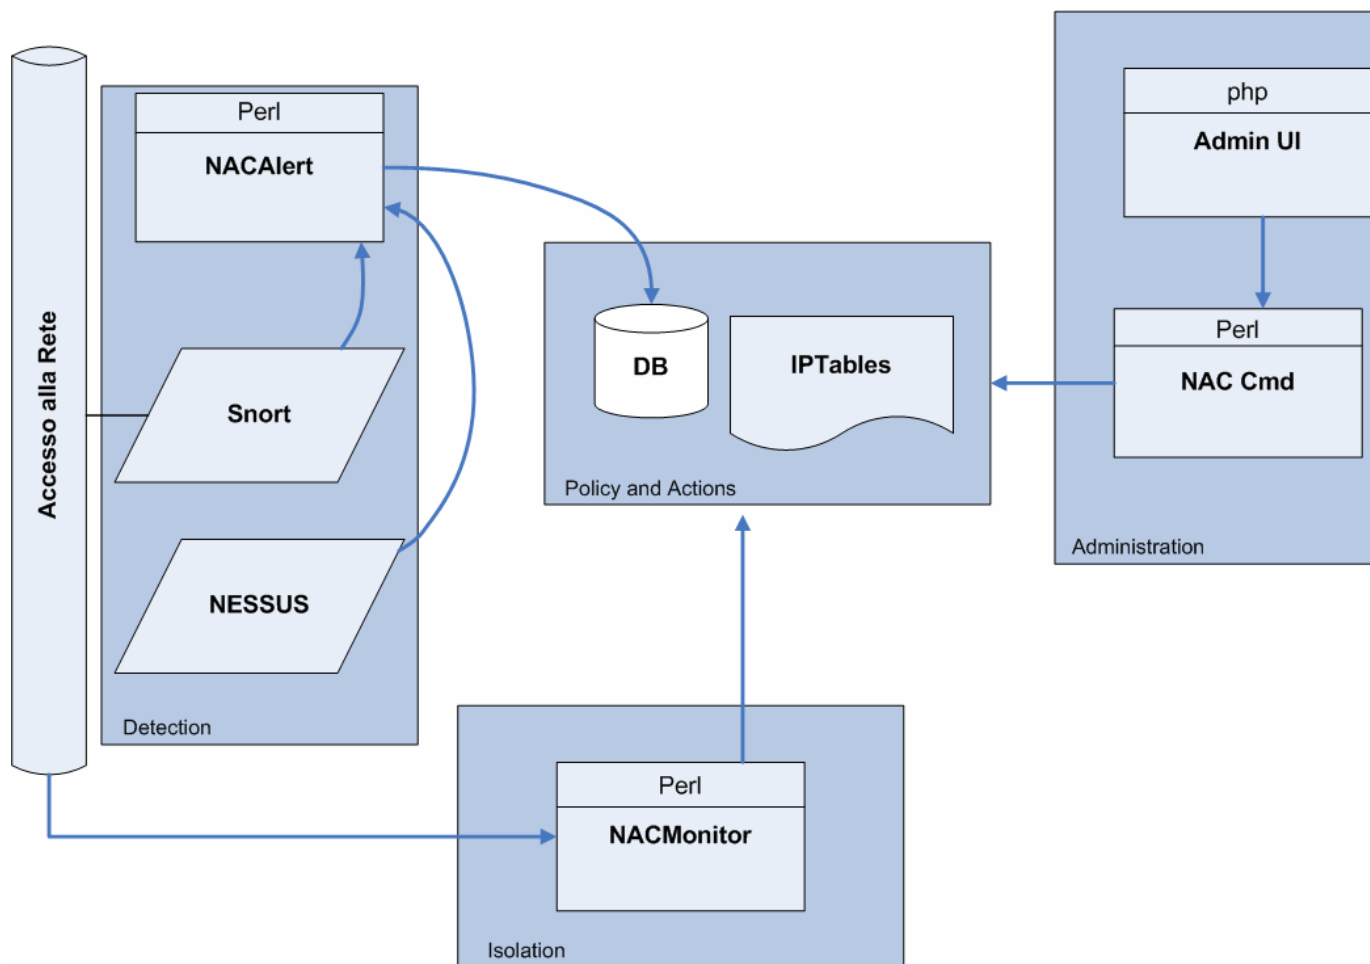 Accesso alla Rete
Perl
NACAlert
Snort
NESSUS
Detection
DB
IPTables
Policy and Actions
php
Admin UI
Perl
NAC Cmd
Administration
Perl
NACMonitor
Isolation